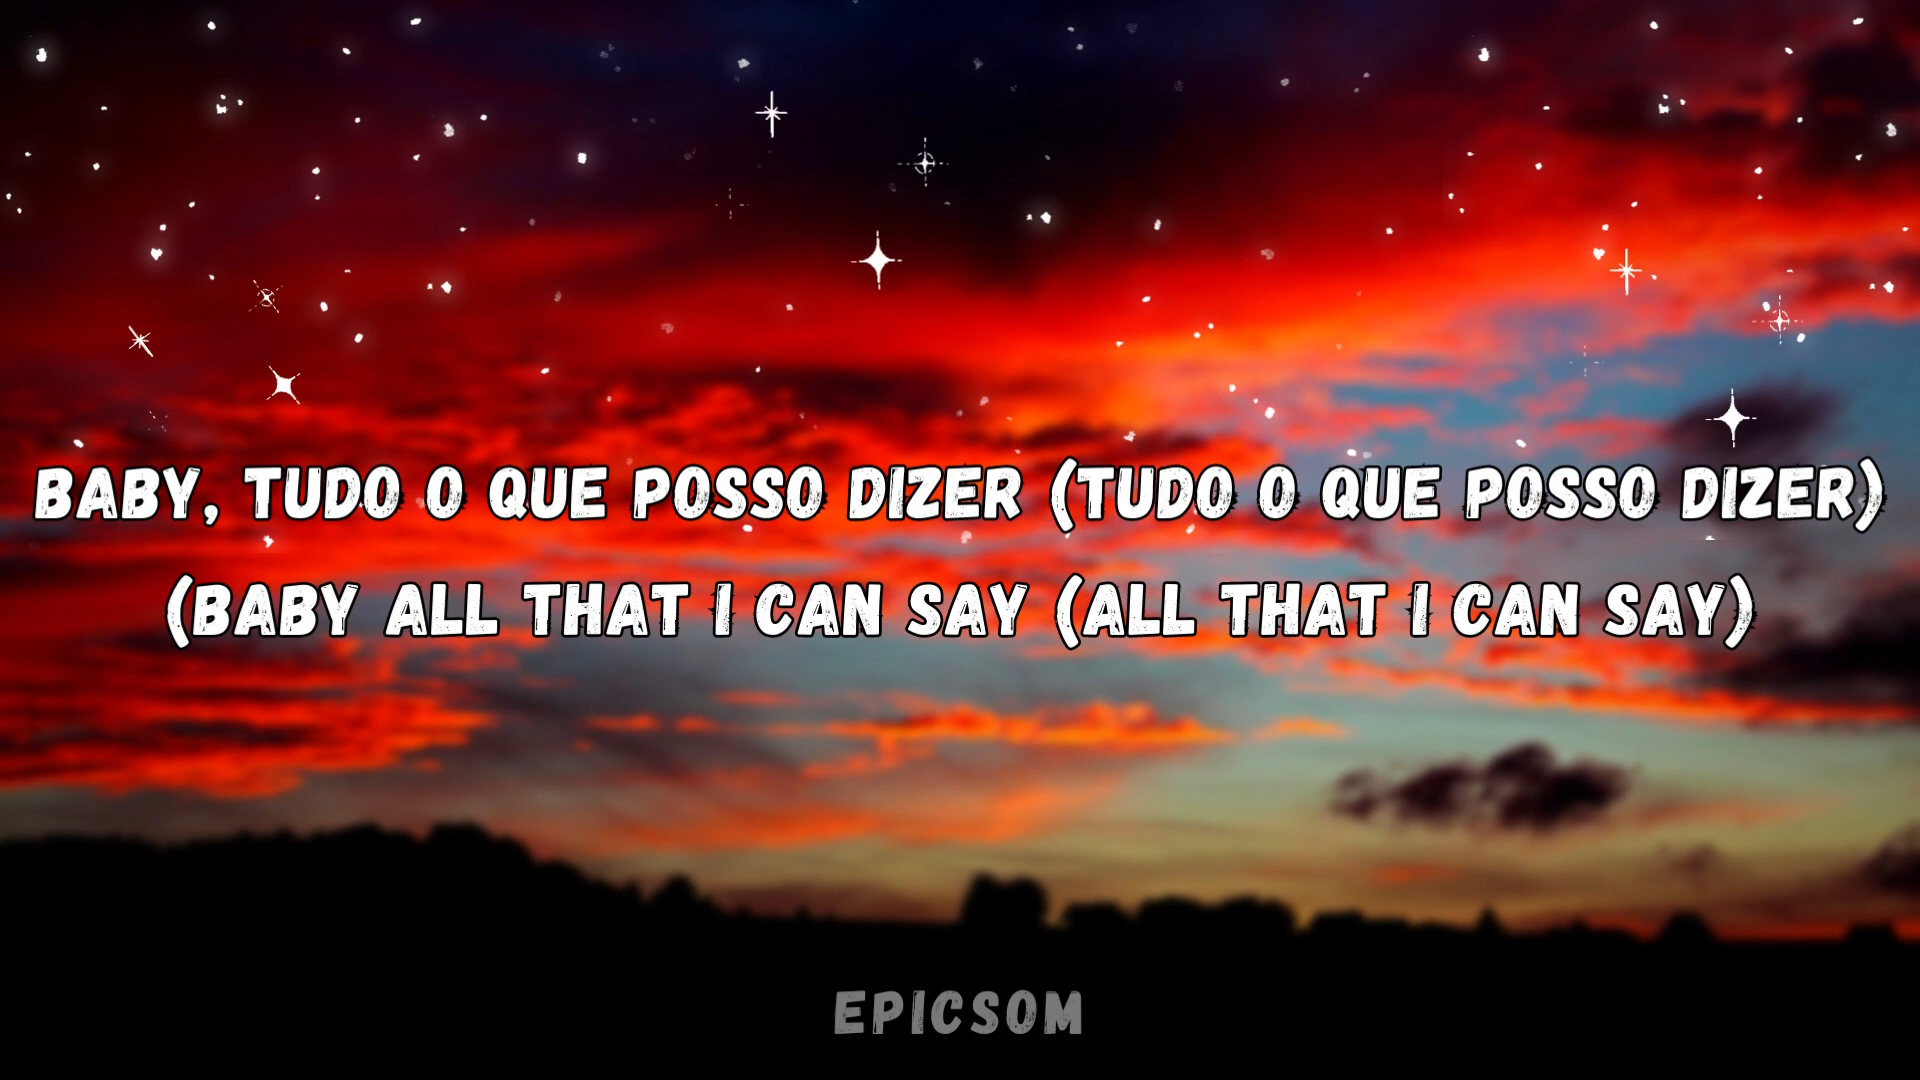 BABY, TUDO O QUE POSSO DIZER (TUDO O QUE POSSO DIZER)
(BABY ALL THAT I CAN SAY (ALL THAT I CAN SAY)
EPICSOM